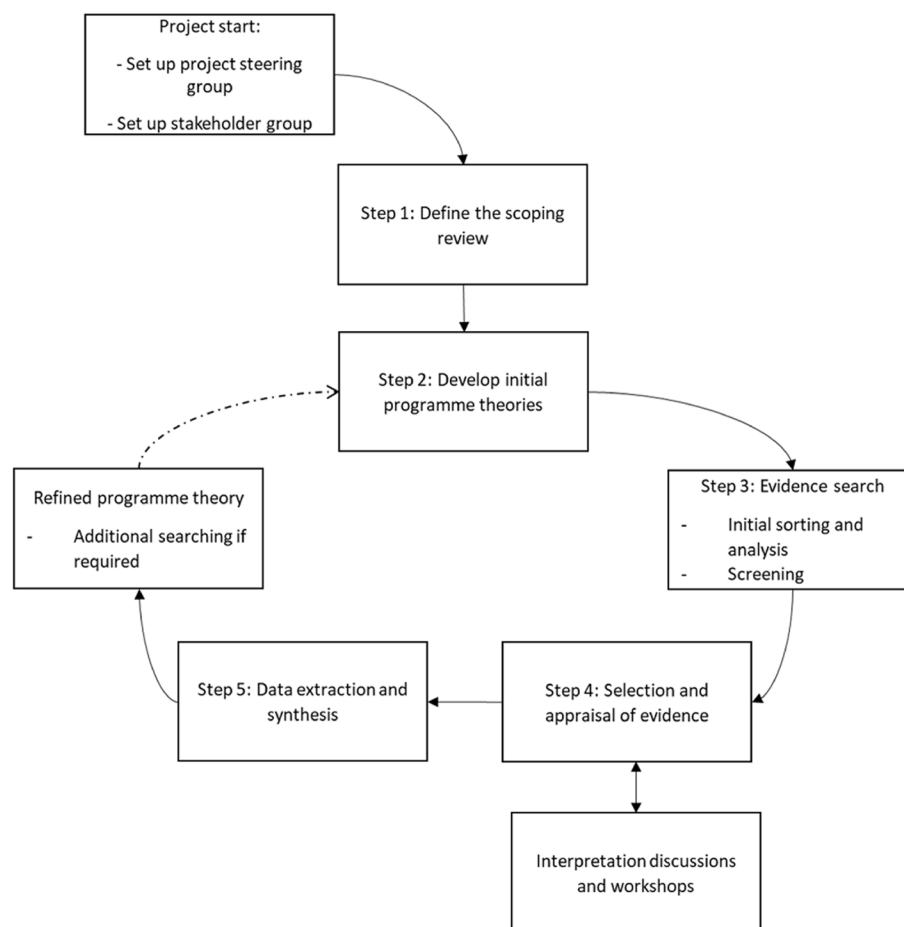 Project start:
- Set up project steering
group
- Set up stakeholder group
Step 1: Define the scoping
review
Step 2: Develop initial
programme theories
Refined programme theory
- Additional searching if
required
Step 3: Evidence search
- Initial sorting and
analysis
- Screening
Step 5: Data extraction and
synthesis
Step 4: Selection and
appraisal of evidence
Interpretation discussions
and workshops